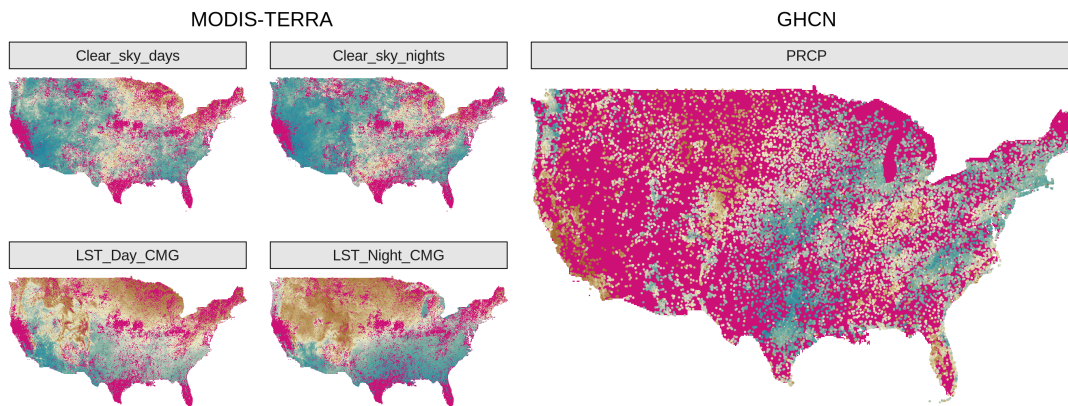 MODIS-TERRA
GHCN
Clear_sky_days
Clear_sky_nights
PRCP
LST_Day_CMG
LST_Night_CMG